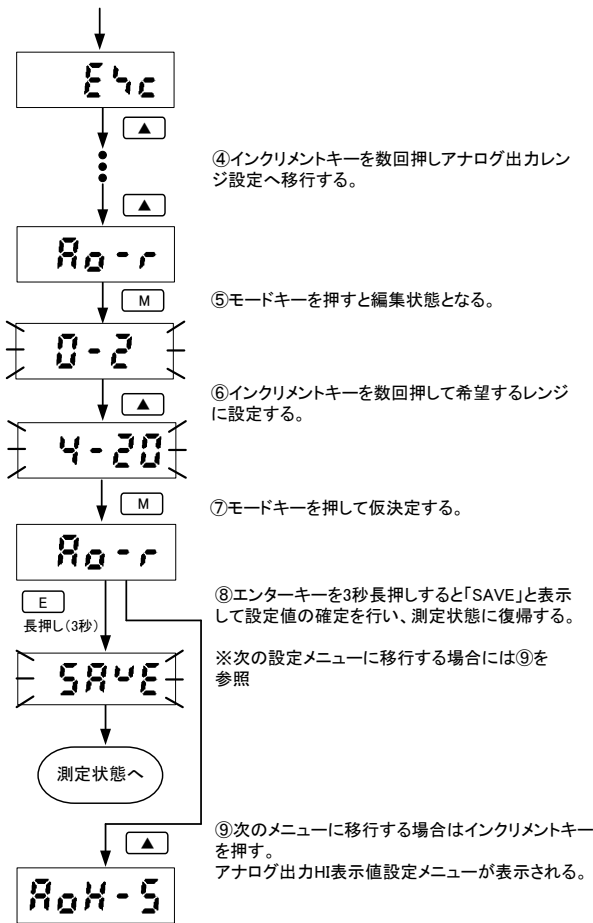 Etc
▲
④インクリメントキーを数回押しアナログ出力レン
ジ設定へ移行する。
▲
Ao-r
M
⑤モードキーを押すと編集状態となる。
0-2
⑥インクリメントキーを数回押して希望するレンジ
に設定する。
▲
4-20
M
⑦モードキーを押して仮決定する。
Ao-r
⑧エンターキーを3秒長押しすると「SAVE」と表示
して設定値の確定を行い、測定状態に復帰する。
E
長押し(3秒)
※次の設定メニューに移行する場合には⑨を
参照
SAVE
測定状態へ
⑨次のメニューに移行する場合はインクリメントキー
を押す。
アナログ出力HI表示値設定メニューが表示される。
▲
AoH-S